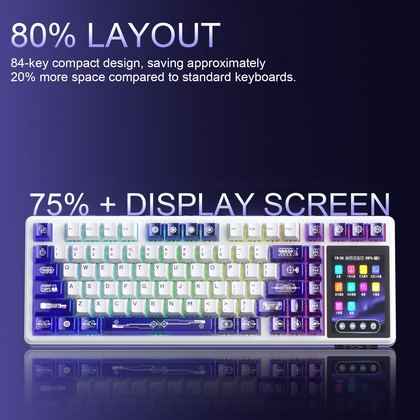 80% LAYOUT
84-key compact design, saving approximately
20% more space compared to standard keyboards.
75% + DISPLAY SCREEN
Q W E R T Y U I O P
A S D F G H J K L
Z X C V B N M